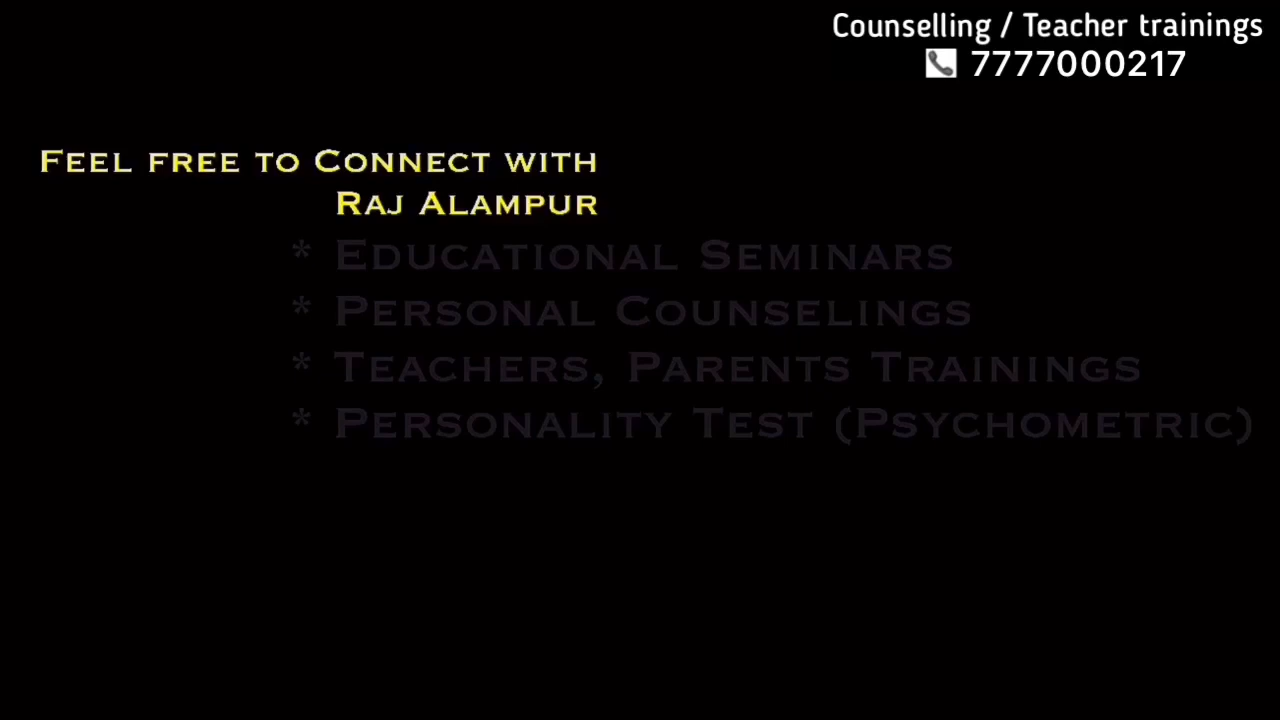 Counselling / Teacher trainings
7777000217
Feel free to Connect with
Raj Alampur
* Educational Seminars
* Personal Counselings
* Teachers, Parents Trainings
* Personality Test (Psychometric)